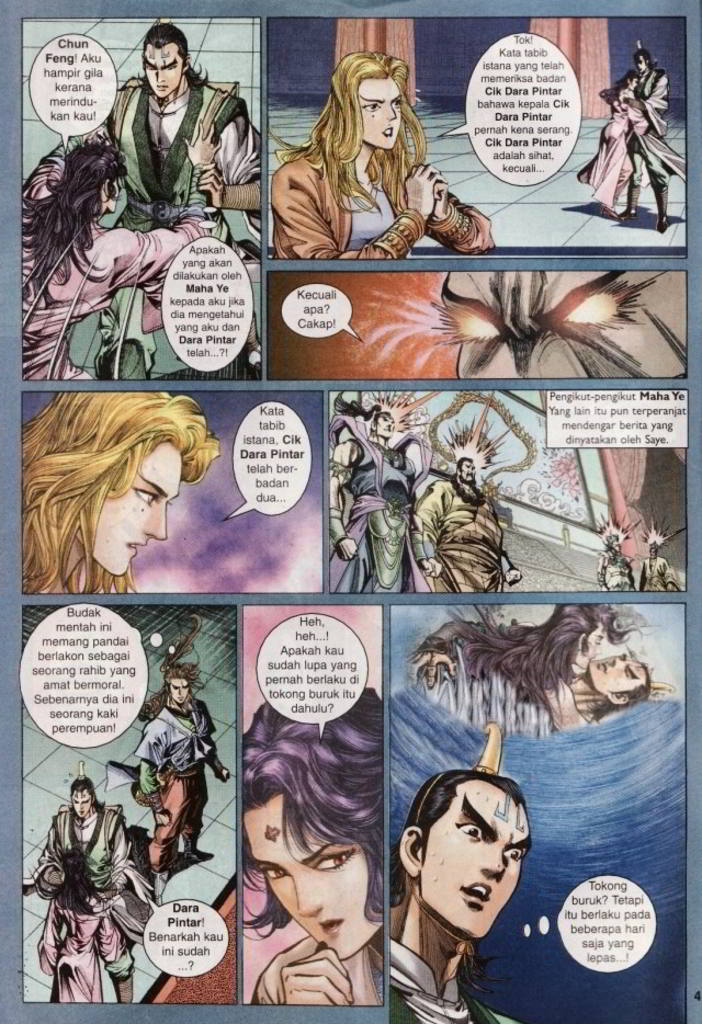 Chun
Feng! Aku
hampir gila
kerana
merindu-
kan kau!
Apakah
yang akan
dilakukan oleh
Maha Ye
kepada aku jika
dia mengetahui
yang aku dan
Dara Pintar
telah...?!
Tok!
Kata tabib
istana yang telah
memeriksa badan
Cik Dara Pintar
bahawa kepala Cik
Dara Pintar
pernah kena serang.
Cik Dara Pintar
adalah sihat,
kecuali...
Kecuali
apa?
Cakap!
Kata tabib
istana, Cik
Dara Pintar
telah ber-
badan
dua...
Pengikut-pengikut Maha Ye
Yang lain itu pun terperanjat
mendengar berita yang
dinyatakan oleh Saye.
Budak
mentah ini
memang pandai
berlakon sebagai
seorang rahib yang
amat bermoral.
Sebenarnya dia ini
seorang kaki
perempuan!
Dara
Pintar!
Benarkah kau
ini sudah
...?
Heh,
heh...!
Apakah kau
sudah lupa yang
pernah berlaku di
tokong buruk itu
dahulu?
Tokong
buruk? Tetapi
itu berlaku pada
beberapa hari
saja yang
lepas...!
4